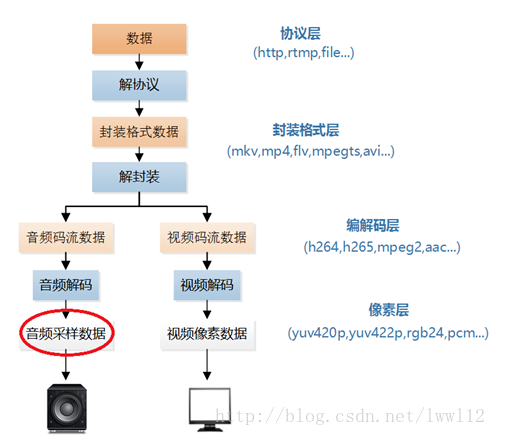 数据
协议层
(http,rtmp,file...)
解协议
封装格式数据
封装格式层
(mkv,mp4,flv,mpegts,avi...)
解封装
音频码流数据
视频码流数据
编解码层
(h264,h265,mpeg2,aac...)
音频解码
视频解码
像素层
(yuv420p,yuv422p,rgb24,pcm...)
音频采样数据
视频像素数据
http://blog.csdn.net/lwwl12